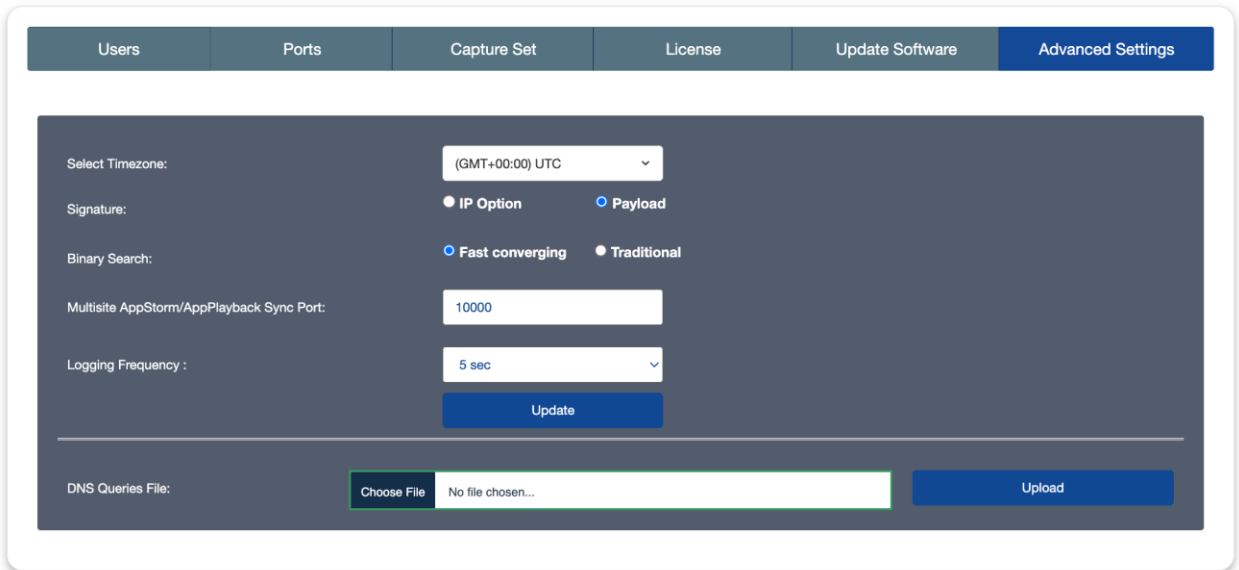 Users Ports Capture Set License Update Software Advanced Settings
Select Timezone: (GMT+00:00) UTC
Signature: IP Option Payload
Binary Search: Fast converging Traditional
Multisite AppStorm/AppPlayback Sync Port: 10000
Logging Frequency : 5 sec
Update
DNS Queries File: Choose File No file chosen... Upload